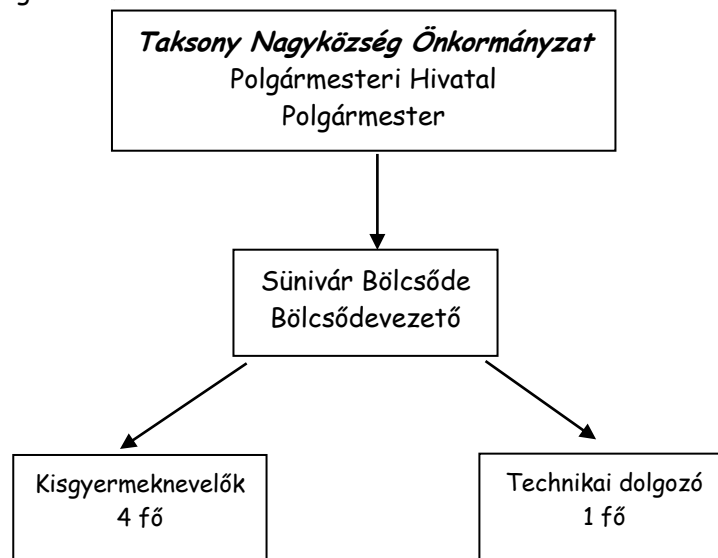 Taksony Nagyközség Önkormányzat
Polgármesteri Hivatal
Polgármester
Sünivár Bölcsőde
Bölcsődevezető
Kisgyermeknevelők
4 fő
Technikai dolgozó
1 fő